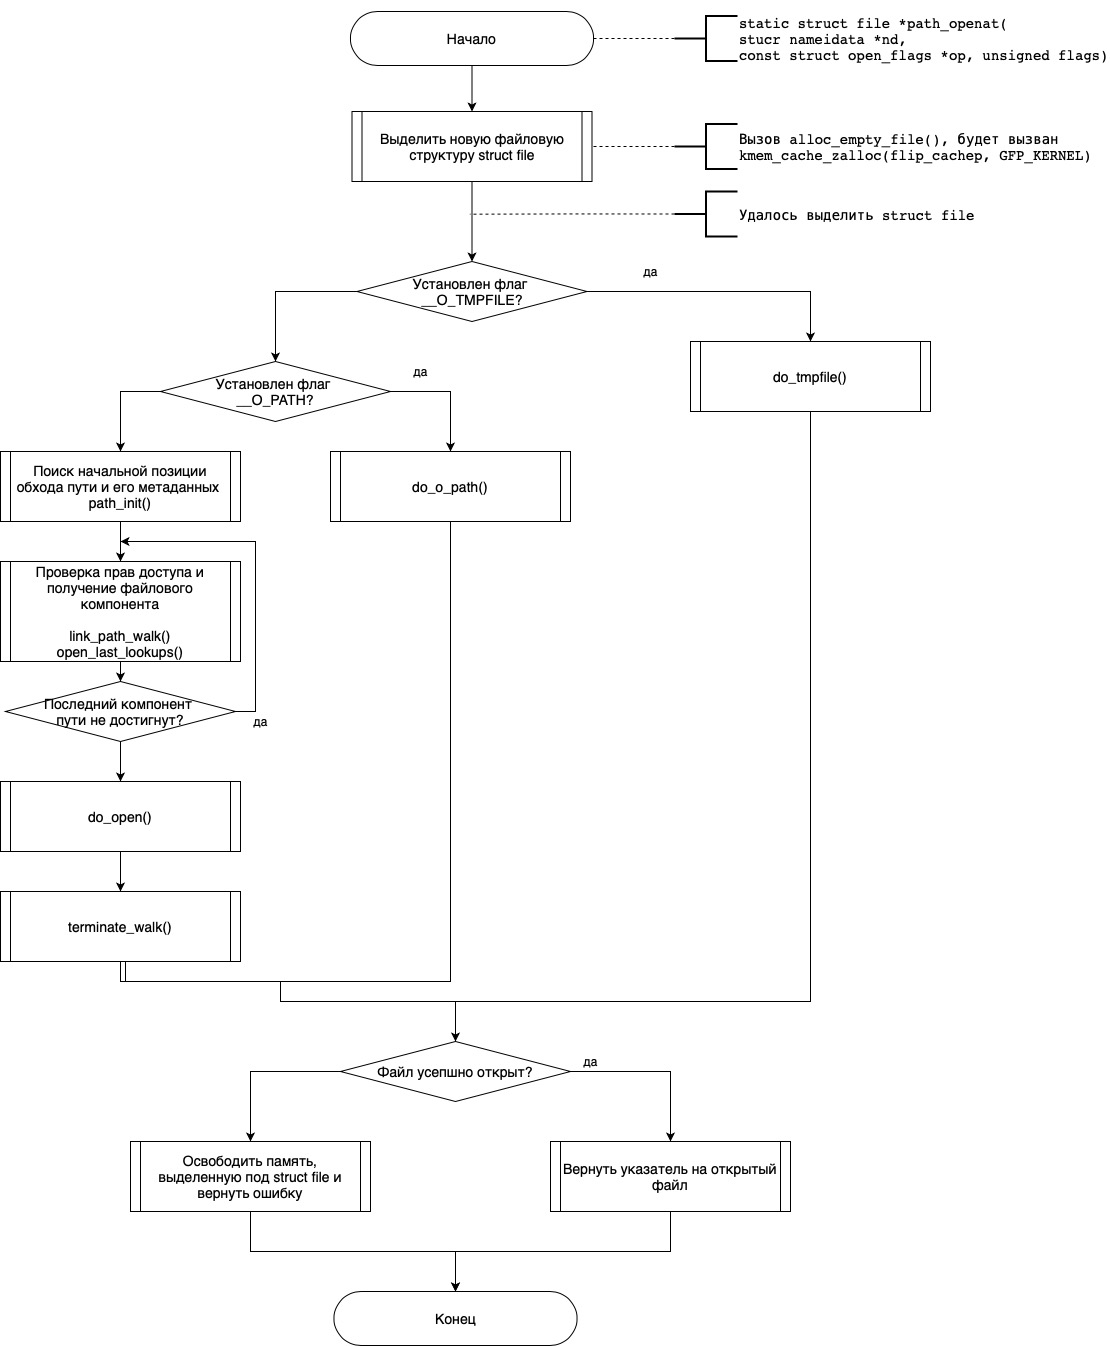 Начало
static struct file *path_openat(
stucr nameidata *nd,
const struct open_flags *op, unsigned flags)
Выделить новую файловую
структуру struct file
Вызов alloc_empty_file(), будет вызван
kmem_cache_zalloc(flip_cachep, GFP_KERNEL)
Удалось выделить struct file
Установлен флаг
__O_TMPFILE?
да
Установлен флаг
__O_PATH?
да
do_tmpfile()
Поиск начальной позиции
обхода пути и его метаданных
path_init()
do_o_path()
Проверка прав доступа и
получение файлового
компонента
link_path_walk()
open_last_lookups()
Последний компонент
пути не достигнут?
да
do_open()
terminate_walk()
Файл усепшно открыт?
да
Освободить память,
выделенную под struct file и
вернуть ошибку
Вернуть указатель на открытый
файл
Конец